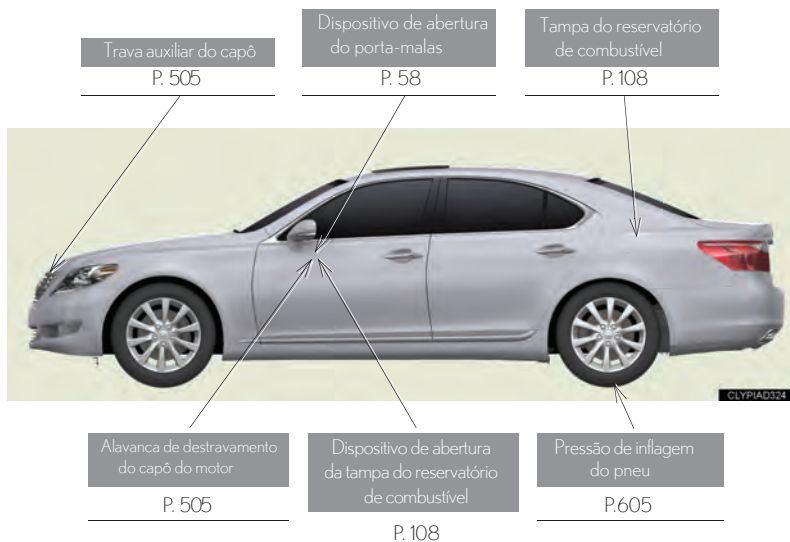 Trava auxiliar do capô
P. 505
Dispositivo de abertura
do porta-malas
P. 58
Tampa do reservatório
de combustível
P. 108
CLYPIAD324
Alavanca de destravamento
do capô do motor
P. 505
Dispositivo de abertura
da tampa do reservatório
de combustível
P. 108
Pressão de inflagem
do pneu
P.605